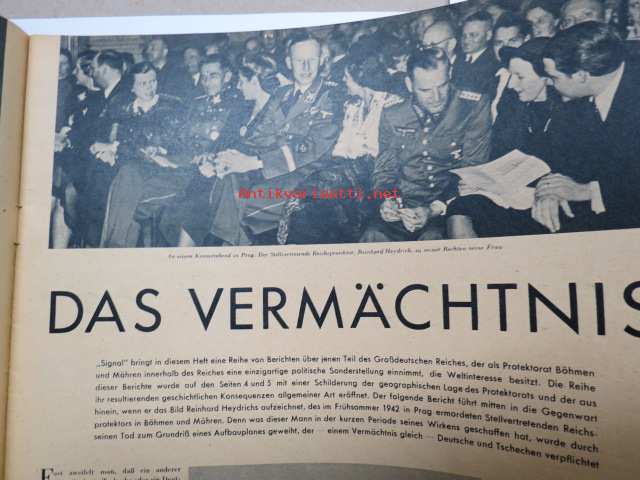 Antikvariaatti.net
An einem Konzertabend in Prag: Der Stellvertretende Reichsprotektor, Reinhard Heydrich, zu seiner Rechten seine Frau
DAS VERMÄCHTNIS
„Signal" bringt in diesem Heft eine Reihe von Berichten über jenen Teil des Großdeutschen Reiches, der als Protektorat Böhmen
und Mähren innerhalb des Reiches eine einzigartige politische Sonderstellung einnimmt, die Weltinteresse besitzt. Die Reihe
dieser Berichte wurde auf den Seiten 4 und 5 mit einer Schilderung der geographischen Lage des Protektorats und der aus
ihr resultierenden geschichtlichen Konsequenzen allgemeiner Art eröffnet. Der folgende Bericht führt mitten in die Gegenwart
hinein, wenn er das Bild Reinhard Heydrichs aufzeichnet, des im Frühsommer 1942 in Prag ermordeten Stellvertretenden Reichs-
protektors in Böhmen und Mähren. Denn was dieser Mann in der kurzen Periode seines Wirkens geschaffen hat, wurde durch
seinen Tod zum Grundriß eines Aufbauplanes geweiht, der — einem Vermächtnis gleich — Deutsche und Tschechen verpflichtet
Fast zweifelt man, daß ein anderer